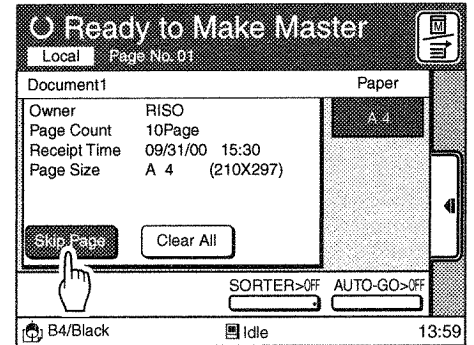 Ready to Make Master
Local Page No. 01
Document1 Paper
Owner RISO A 4
Page Count 10Page
Receipt Time 09/31/00 15:30
Page Size A 4 (210X297)
Skip Page Clear All
SORTER>OFF AUTO-GO>OFF
B4/Black Idle 13:59